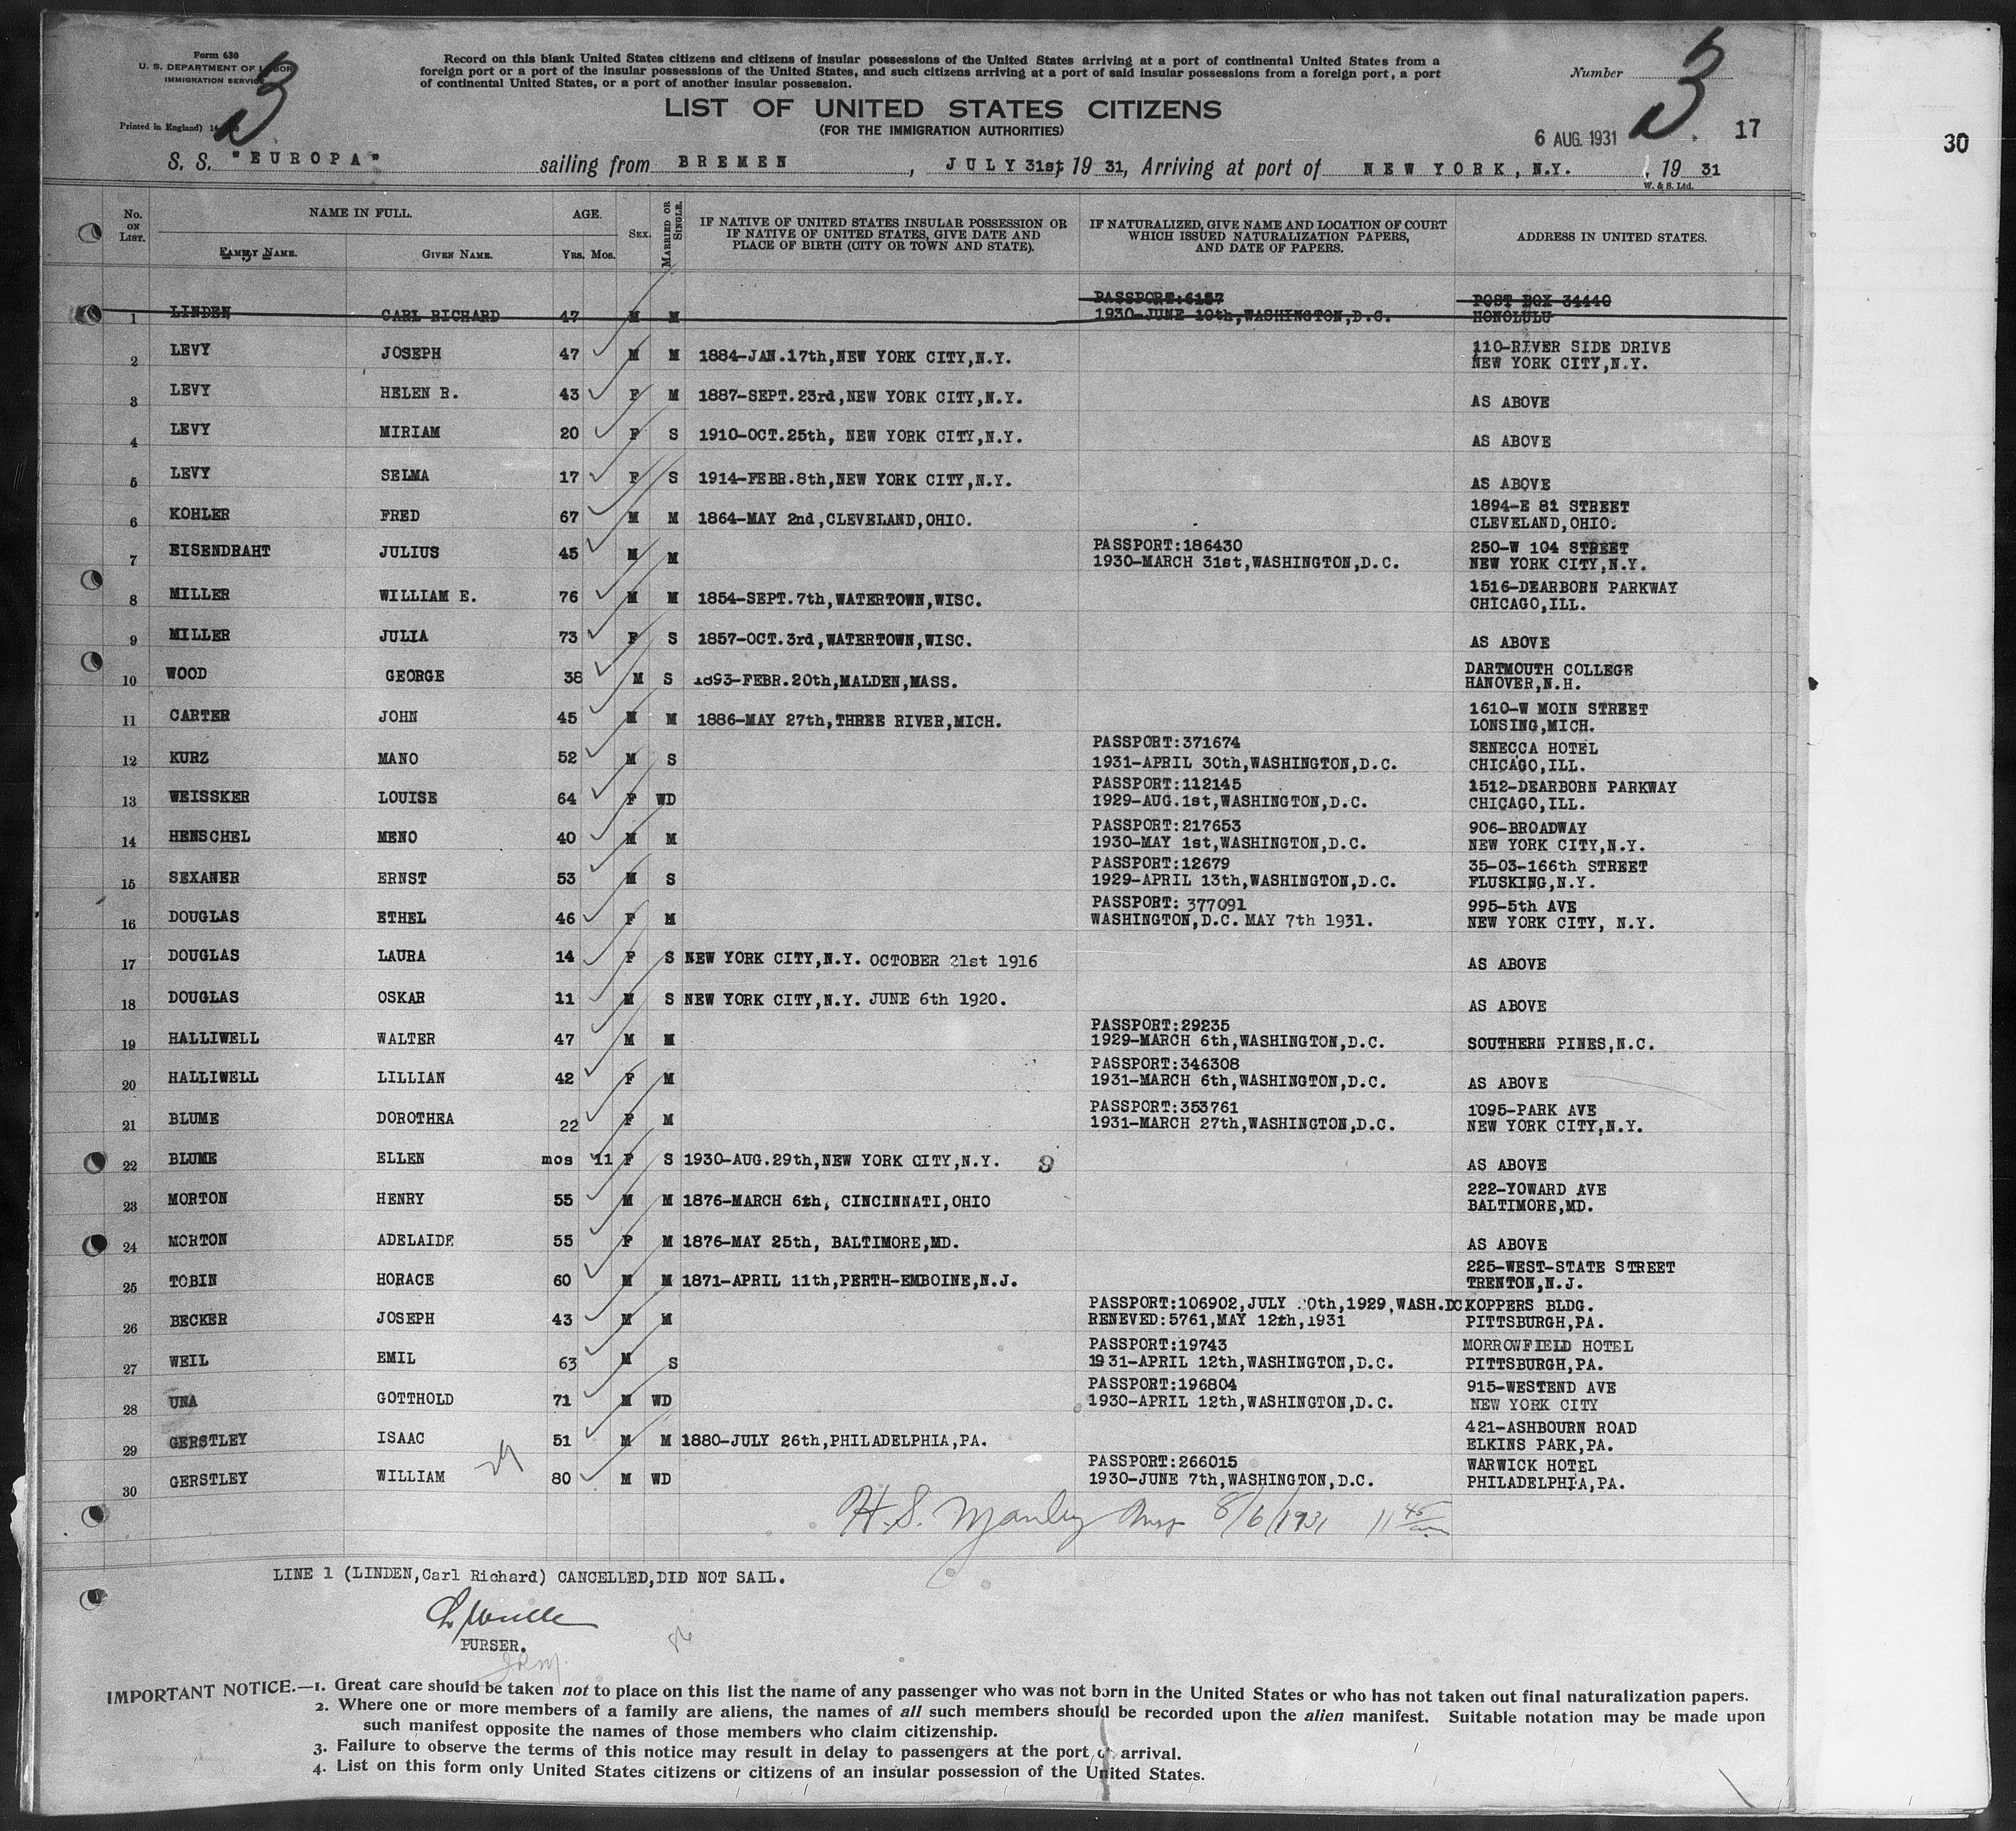 Form 630
U. S. DEPARTMENT OF LABOR
IMMIGRATION SERVICE
Printed in England) 14
3
Record on this blank United States citizens and citizens of insular possessions of the United States arriving at a port of continental United States from a
foreign port or a port of the insular possessions of the United States, and such citizens arriving at a port of said insular possessions from a foreign port, a port
of continental United States, or a port of another insular possession.
Number 3
LIST OF UNITED STATES CITIZENS
(FOR THE IMMIGRATION AUTHORITIES)
6 AUG. 1931
17
30
S. S. "EUROPA" sailing from BREMEN, JULY 31st, 19 31, Arriving at port of NEW YORK, N.Y. 19 31
W. & S. Ltd.
No. ON LIST. NAME IN FULL. AGE. SEX. MARRIED OR SINGLE. IF NATIVE OF UNITED STATES INSULAR POSSESSION OR IF NATIVE OF UNITED STATES, GIVE DATE AND PLACE OF BIRTH (CITY OR TOWN AND STATE). IF NATURALIZED, GIVE NAME AND LOCATION OF COURT WHICH ISSUED NATURALIZATION PAPERS, AND DATE OF PAPERS. ADDRESS IN UNITED STATES.
FAMILY NAME. GIVEN NAME. YRS. MOS.
1 LINDEN CARL RICHARD 47 M M PASSPORT:6157 1930-JUNE 10th,WASHINGTON,D.C. POST BOX 34440 HONOLULU
2 LEVY JOSEPH 47 M M 1884-JAN.17th,NEW YORK CITY,N.Y. 110-RIVER SIDE DRIVE NEW YORK CITY,N.Y.
3 LEVY HELEN R. 43 F M 1887-SEPT.23rd,NEW YORK CITY,N.Y. AS ABOVE
4 LEVY MIRIAM 20 F S 1910-OCT.25th, NEW YORK CITY,N.Y. AS ABOVE
5 LEVY SELMA 17 F S 1914-FEBR.8th,NEW YORK CITY,N.Y. AS ABOVE
6 KOHLER FRED 67 M M 1864-MAY 2nd,CLEVELAND,OHIO. 1894-E 81 STREET CLEVELAND,OHIO.
7 EISENDRAHT JULIUS 45 M M PASSPORT:186430 1930-MARCH 31st,WASHINGTON,D.C. 250-W 104 STREET NEW YORK CITY,N.Y.
8 MILLER WILLIAM E. 76 M M 1854-SEPT.7th,WATERTOWN,WISC. 1516-DEARBORN PARKWAY CHICAGO,ILL.
9 MILLER JULIA 73 F S 1857-OCT.3rd,WATERTOWN,WISC. AS ABOVE
10 WOOD GEORGE 38 M S 1893-FEBR.20th,MALDEN,MASS. DARTMOUTH COLLEGE HANOVER,N.H.
11 CARTER JOHN 45 M M 1886-MAY 27th,THREE RIVER,MICH. 1610-W MOIN STREET LONSING,MICH.
12 KURZ MANO 52 M S PASSPORT:371674 1931-APRIL 30th,WASHINGTON,D.C. SENECCA HOTEL CHICAGO,ILL.
13 WEISSKER LOUISE 64 F WD PASSPORT:112145 1929-AUG.1st,WASHINGTON,D.C. 1512-DEARBORN PARKWAY CHICAGO,ILL.
14 HENSCHEL MENO 40 M M PASSPORT:217653 1930-MAY 1st,WASHINGTON,D.C. 906-BROADWAY NEW YORK CITY,N.Y.
15 SEXANER ERNST 53 M S PASSPORT:12679 1929-APRIL 13th,WASHINGTON,D.C. 35-03-166th STREET FLUSKING,N.Y.
16 DOUGLAS ETHEL 46 F M PASSPORT: 377091 WASHINGTON,D.C. MAY 7th 1931. 995-5th AVE NEW YORK CITY, N.Y.
17 DOUGLAS LAURA 14 F S NEW YORK CITY,N.Y. OCTOBER 21st 1916 AS ABOVE
18 DOUGLAS OSKAR 11 M S NEW YORK CITY,N.Y. JUNE 6th 1920. AS ABOVE
19 HALLIWELL WALTER 47 M M PASSPORT:29235 1929-MARCH 6th,WASHINGTON,D.C. SOUTHERN PINES,N.C.
20 HALLIWELL LILLIAN 42 F M PASSPORT:346308 1931-MARCH 6th,WASHINGTON,D.C. AS ABOVE
21 BLUME DOROTHEA 22 F M PASSPORT:353761 1931-MARCH 27th,WASHINGTON,D.C. 1095-PARK AVE NEW YORK CITY,N.Y.
22 BLUME ELLEN mos 11 F S 1930-AUG.29th,NEW YORK CITY,N.Y. 9 AS ABOVE
23 MORTON HENRY 55 M M 1876-MARCH 6th, CINCINNATI,OHIO 222-YOWARD AVE BALTIMORE,MD.
24 MORTON ADELAIDE 55 F M 1876-MAY 25th, BALTIMORE,MD. AS ABOVE
25 TOBIN HORACE 60 M M 1871-APRIL 11th,PERTH-EMBOINE,N.J. 225-WEST-STATE STREET TRENTON,N.J.
26 BECKER JOSEPH 43 M M PASSPORT:106902,JULY 0th,1929,WASH.DC RENEVED:5761,MAY 12th,1931 KOPPERS BLDG. PITTSBURGH,PA.
27 WEIL EMIL 63 M S PASSPORT:19743 1931-APRIL 12th,WASHINGTON,D.C. MORROWFIELD HOTEL PITTSBURGH,PA.
28 UNA GOTTHOLD 71 M WD PASSPORT:196804 1930-APRIL 12th,WASHINGTON,D.C. 915-WESTEND AVE NEW YORK CITY
29 GERSTLEY ISAAC 51 M M 1880-JULY 26th,PHILADELPHIA,PA. 421-ASHBOURN ROAD ELKINS PARK,PA.
30 GERSTLEY WILLIAM 80 M WD PASSPORT:266015 1930-JUNE 7th,WASHINGTON,D.C. WARWICK HOTEL PHILADELPHIA,PA.
29
H. S. Manley Insp 8/6/1931 11 45 am
LINE 1 (LINDEN,Carl Richard) CANCELLED,DID NOT SAIL.
PURSER.
IMPORTANT NOTICE.—1. Great care should be taken not to place on this list the name of any passenger who was not born in the United States or who has not taken out final naturalization papers.
2. Where one or more members of a family are aliens, the names of all such members should be recorded upon the alien manifest. Suitable notation may be made upon
such manifest opposite the names of those members who claim citizenship.
3. Failure to observe the terms of this notice may result in delay to passengers at the port of arrival.
4. List on this form only United States citizens or citizens of an insular possession of the United States.